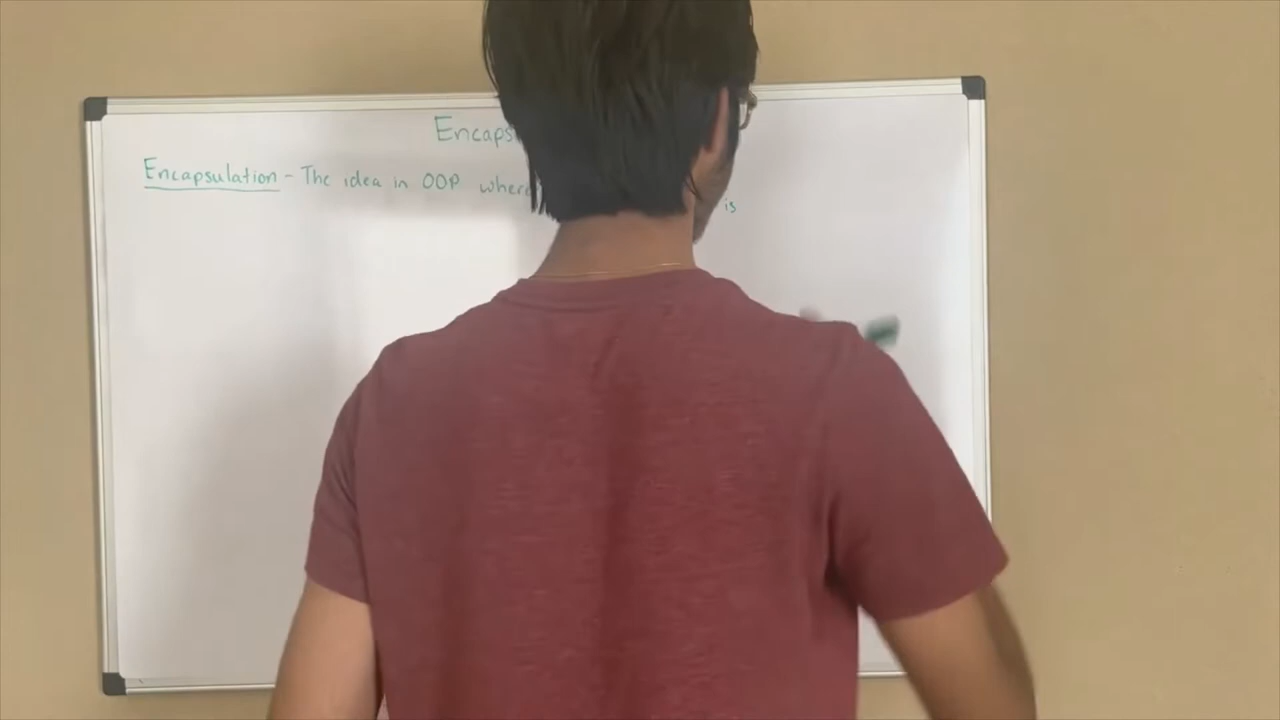 Encaps
Encapsulation - The idea in OOP where is